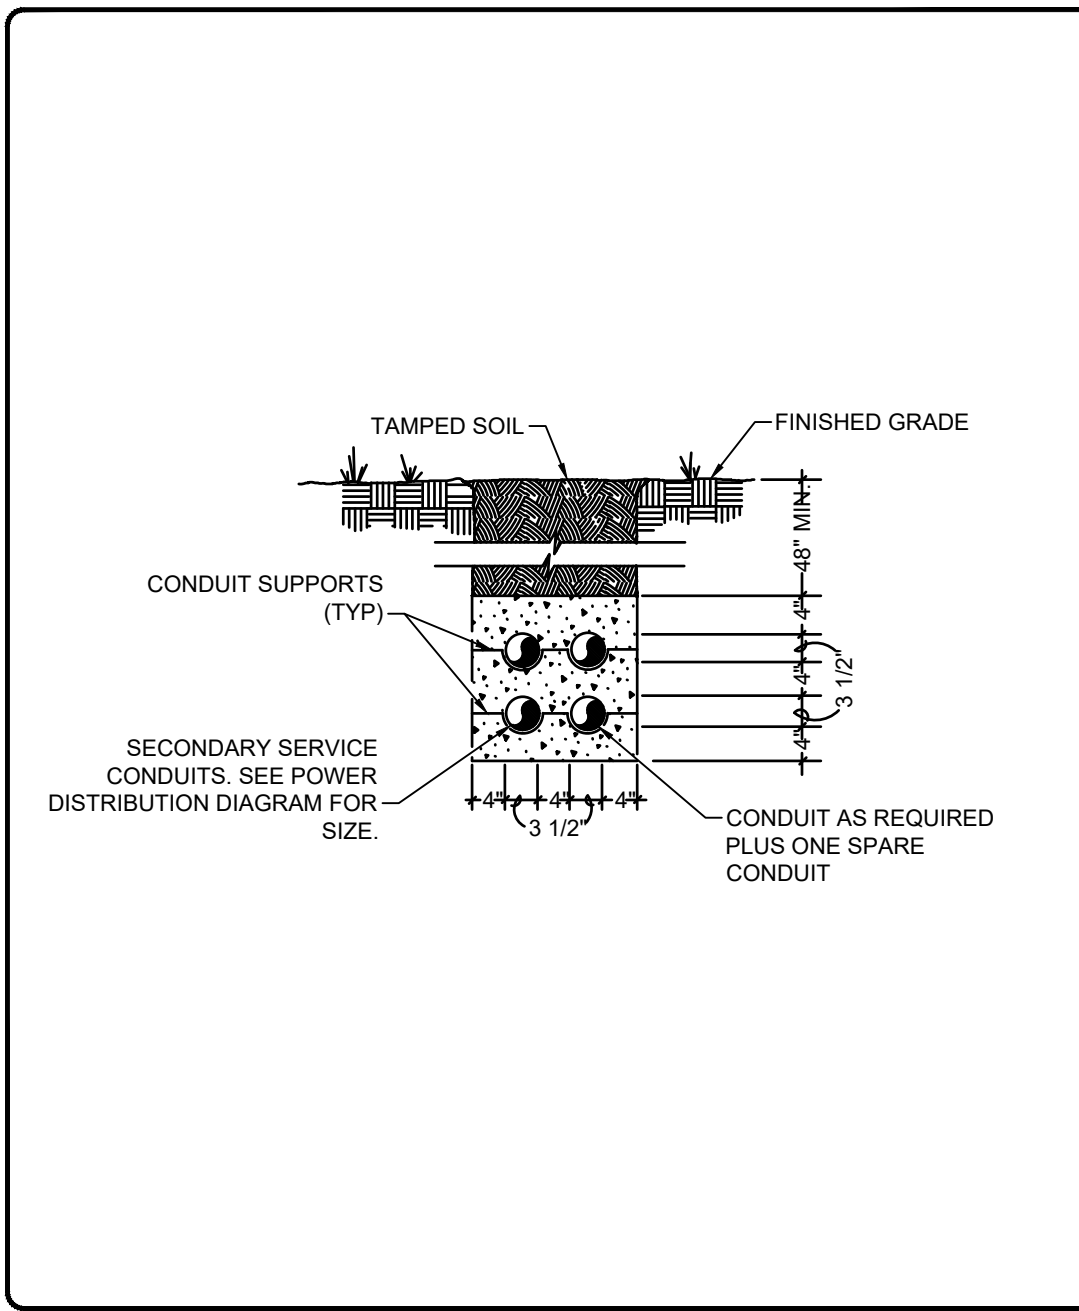 TAMPED SOIL
FINISHED GRADE
48" MIN.
CONDUIT SUPPORTS
(TYP)
4"
4"
3 1/2"
4"
SECONDARY SERVICE
CONDUITS. SEE POWER
DISTRIBUTION DIAGRAM FOR
SIZE.
4" 4" 4"
3 1/2"
CONDUIT AS REQUIRED
PLUS ONE SPARE
CONDUIT